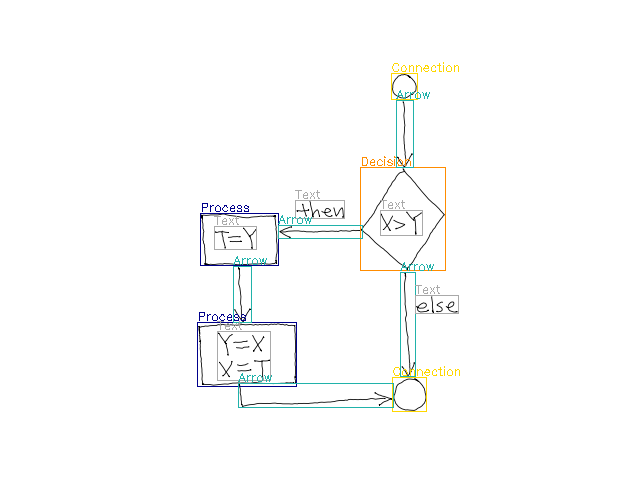 Connection
Arrow
Decision
Text
X>Y
Text
then
Arrow
Process
Text
T=Y
Arrow
Process
Text
Y=X
X=T
Arrow
Arrow
Text
else
Connection